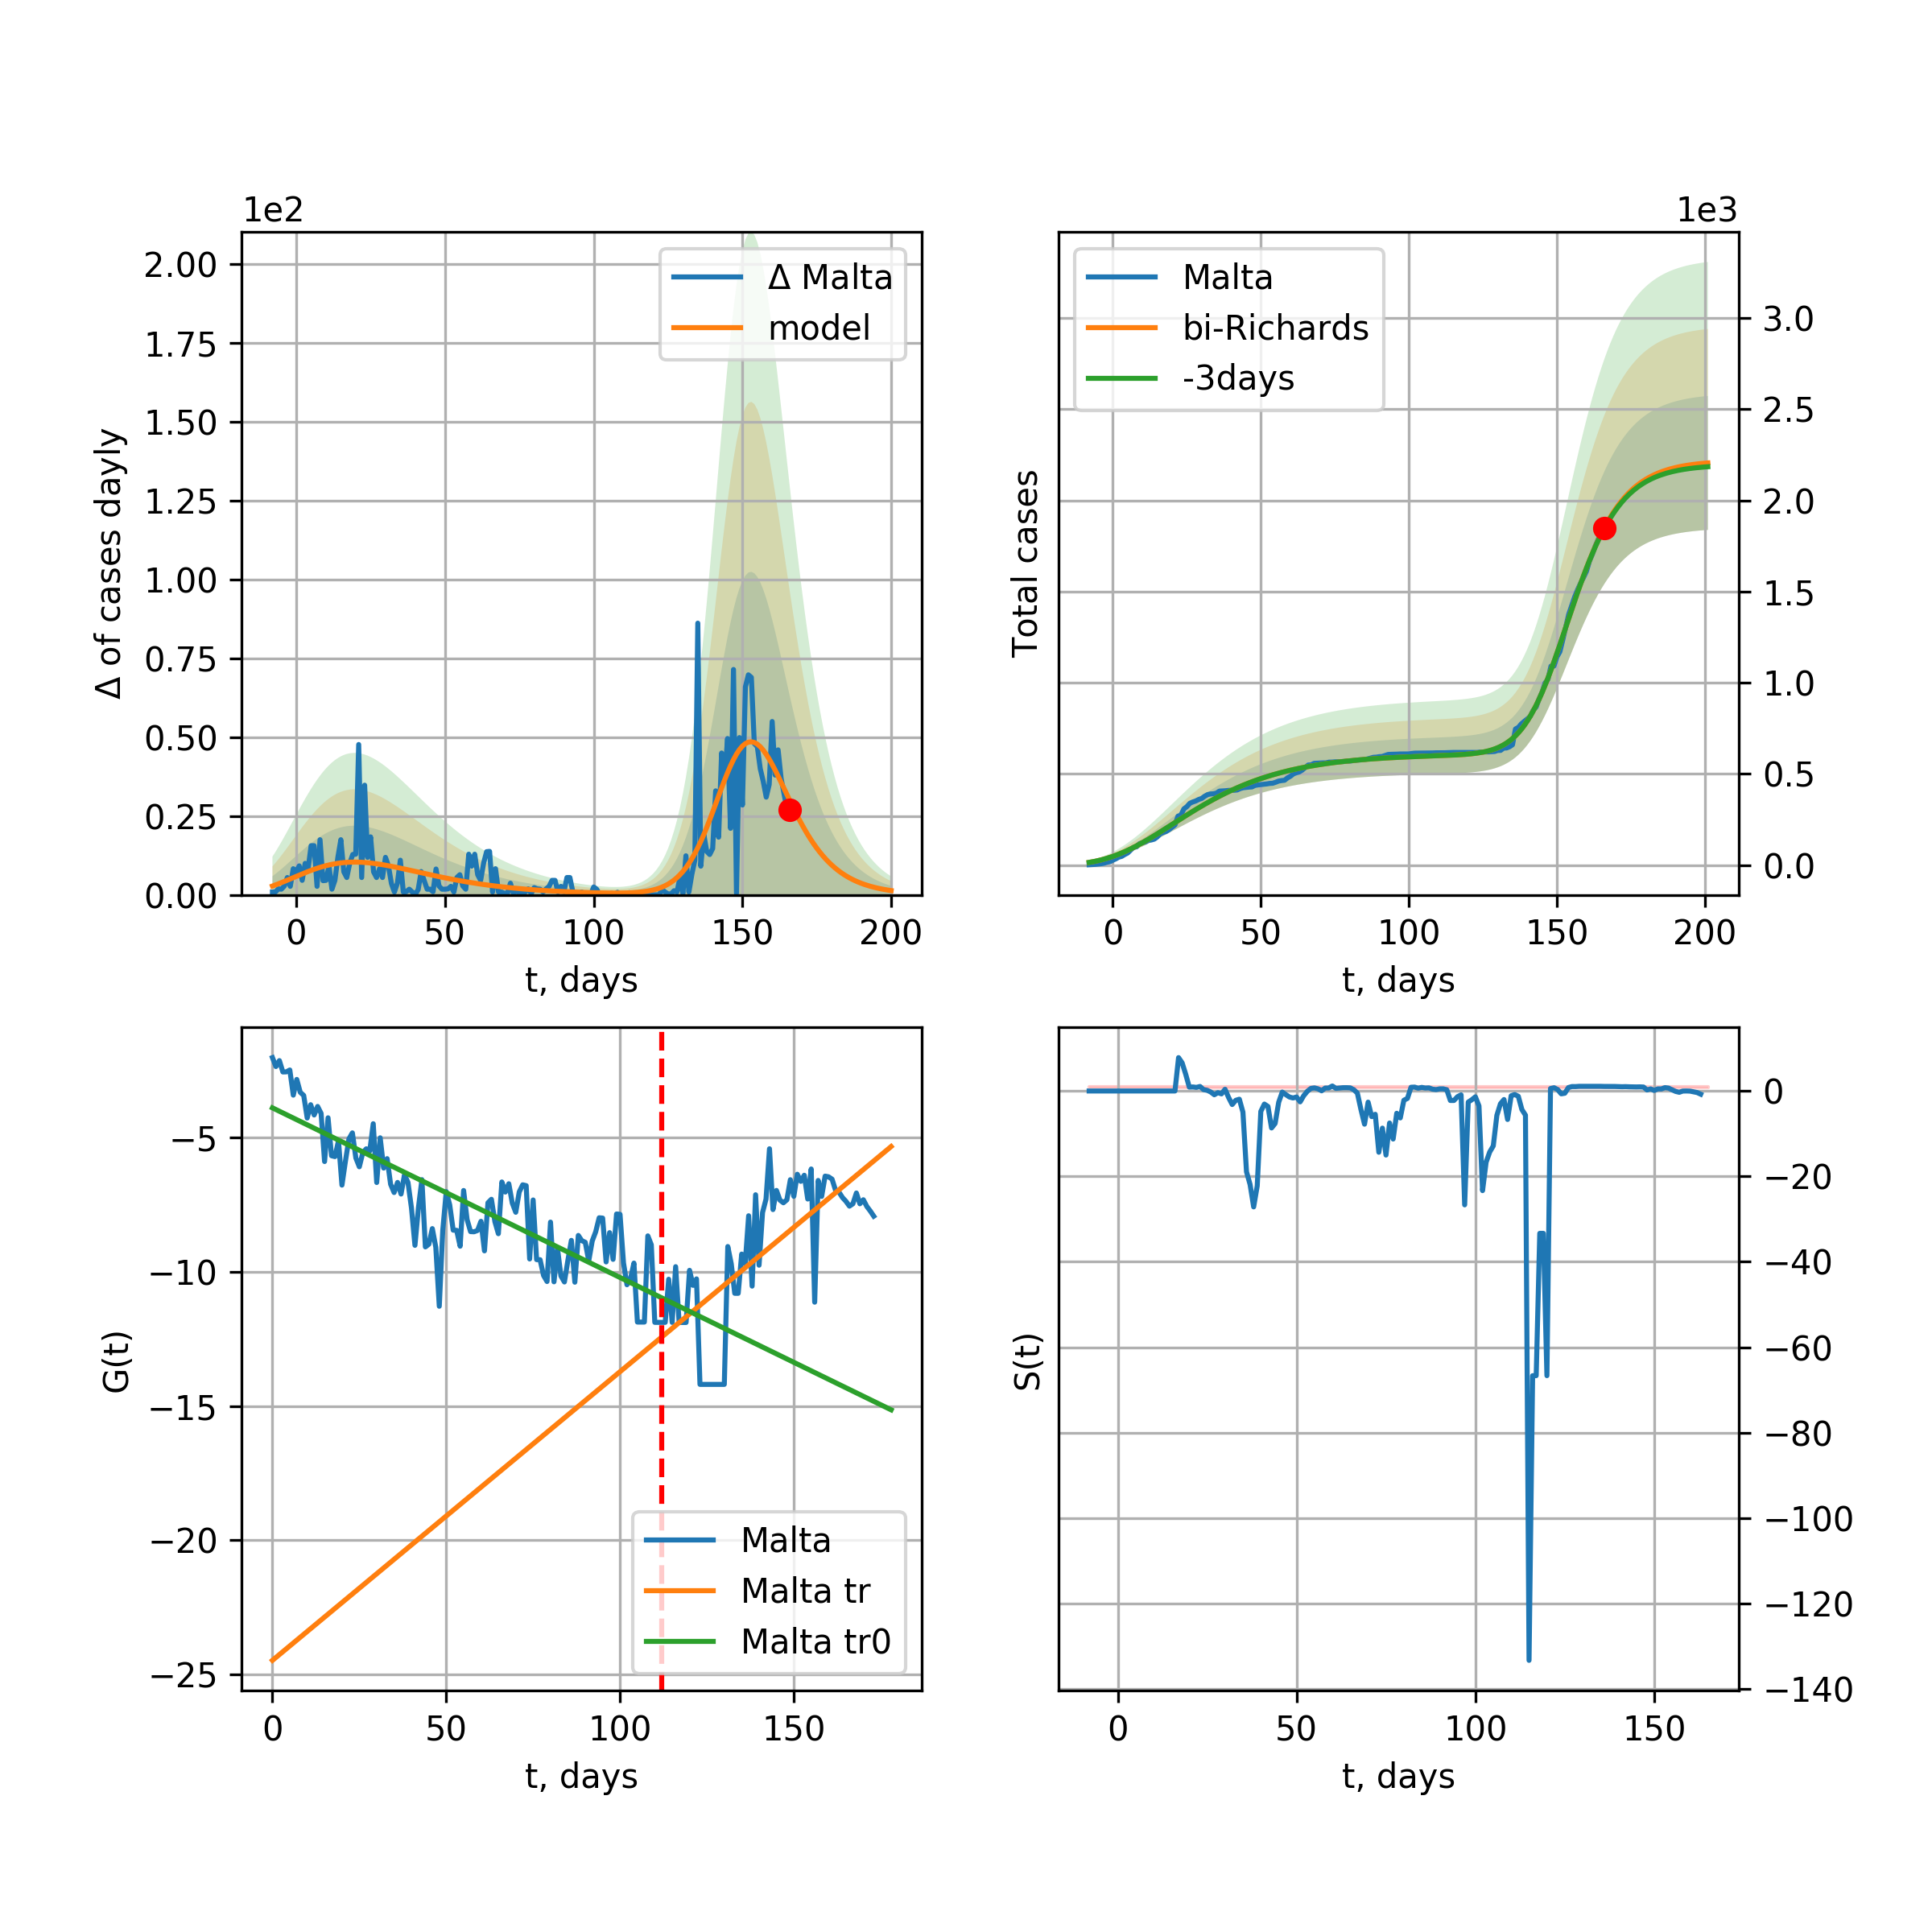 1e2
Δ of cases dayly
2.00
1.75
1.50
1.25
1.00
0.75
0.50
0.25
0.00
Δ Malta
model
0 50 100 150 200
t, days
1e3
Total cases
Malta
bi-Richards
-3days
3.0
2.5
2.0
1.5
1.0
0.5
0.0
0 50 100 150 200
t, days
G(t)
−5
−10
−15
−20
−25
Malta
Malta tr
Malta tr0
0 50 100 150
t, days
S(t)
0
−20
−40
−60
−80
−100
−120
−140
0 50 100 150
t, days